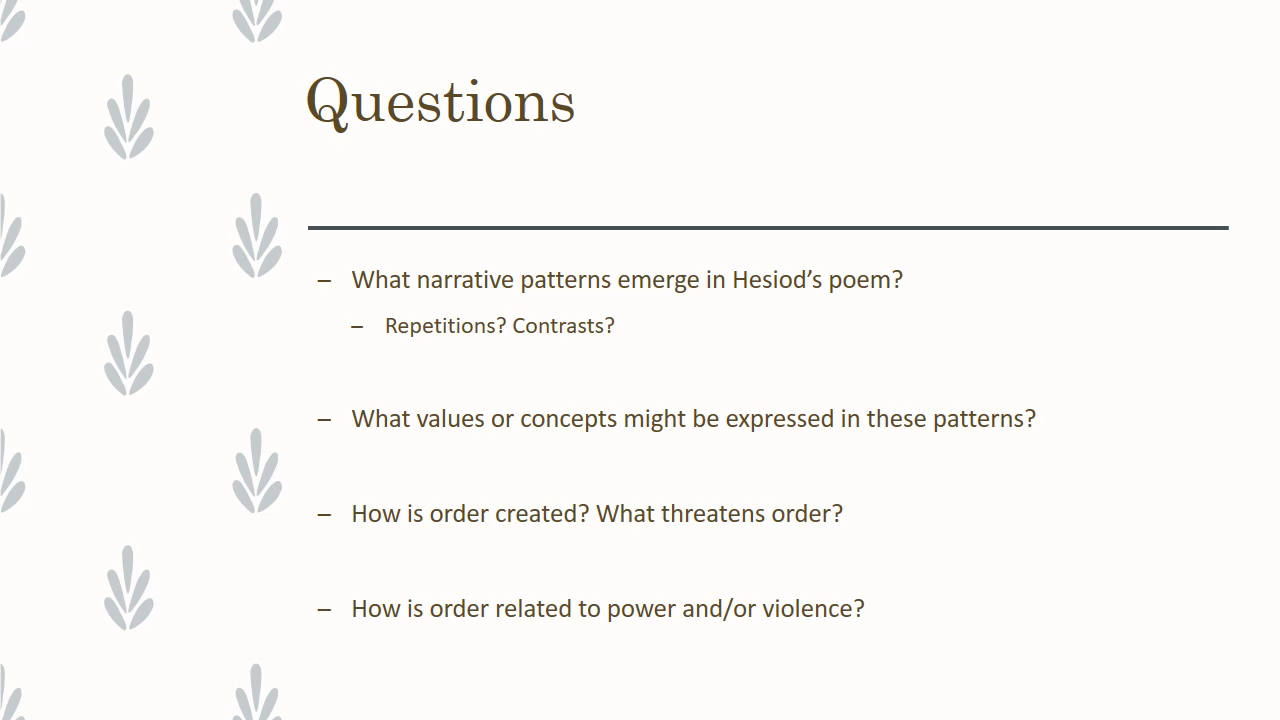 Questions
– What narrative patterns emerge in Hesiod’s poem?
– Repetitions? Contrasts?
– What values or concepts might be expressed in these patterns?
– How is order created? What threatens order?
– How is order related to power and/or violence?